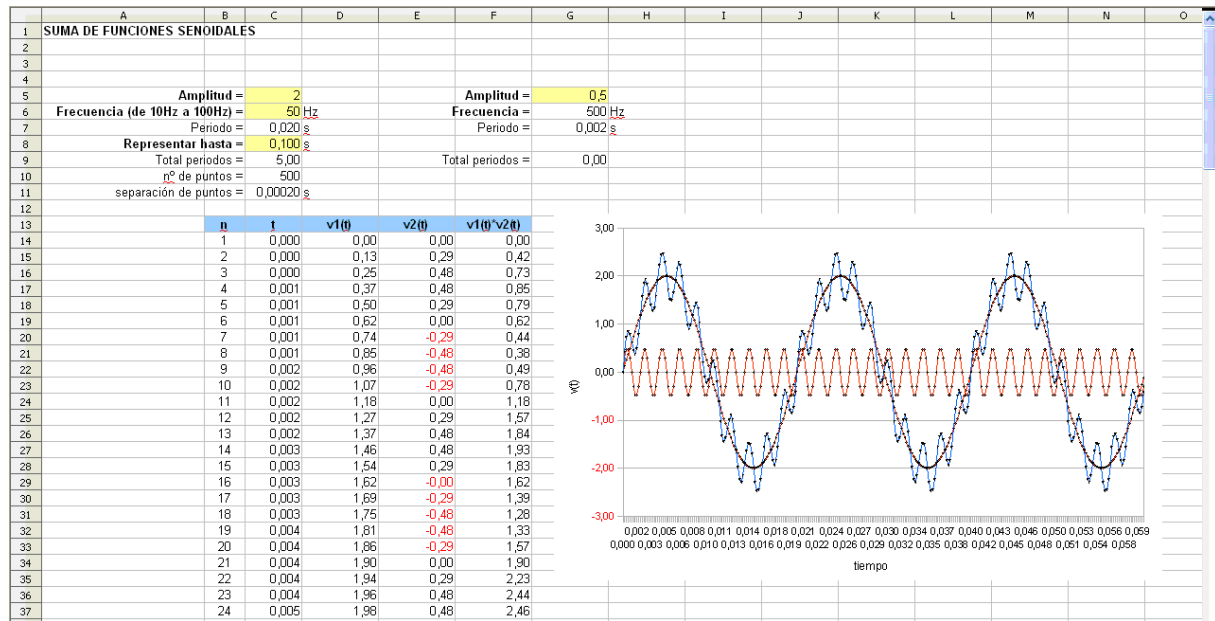 A B C D E F G H I J K L M N O
1 SUMA DE FUNCIONES SENOIDALES
2
3
4
5 Amplitud = 2 Amplitud = 0,5
6 Frecuencia (de 10Hz a 100Hz) = 50 Hz Frecuencia = 500 Hz
7 Periodo = 0,020 s Periodo = 0,002 s
8 Representar hasta = 0,100 s
9 Total periodos = 5,00 Total periodos = 0,00
10 nº de puntos = 500
11 separación de puntos = 0,00020 s
12
13 n t v1(t) v2(t) v1(t)*v2(t)
14 1 0,000 0,00 0,00 0,00
15 2 0,000 0,13 0,29 0,42
16 3 0,000 0,25 0,48 0,73
17 4 0,001 0,37 0,48 0,85
18 5 0,001 0,50 0,29 0,79
19 6 0,001 0,62 0,00 0,62
20 7 0,001 0,74 -0,29 0,44
21 8 0,001 0,85 -0,48 0,38
22 9 0,002 0,96 -0,48 0,49
23 10 0,002 1,07 -0,29 0,78
24 11 0,002 1,18 0,00 1,18
25 12 0,002 1,27 0,29 1,57
26 13 0,002 1,37 0,48 1,84
27 14 0,003 1,46 0,48 1,93
28 15 0,003 1,54 0,29 1,83
29 16 0,003 1,62 -0,00 1,62
30 17 0,003 1,69 -0,29 1,39
31 18 0,003 1,75 -0,48 1,28
32 19 0,004 1,81 -0,48 1,33
33 20 0,004 1,86 -0,29 1,57
34 21 0,004 1,90 0,00 1,90
35 22 0,004 1,94 0,29 2,23
36 23 0,004 1,96 0,48 2,44
37 24 0,005 1,98 0,48 2,46
3,00
2,00
1,00
0,00
-1,00
-2,00
-3,00
v(t)
0,002 0,005 0,008 0,011 0,014 0,018 0,021 0,024 0,027 0,030 0,034 0,037 0,040 0,043 0,046 0,050 0,053 0,056 0,059
0,000 0,003 0,006 0,010 0,013 0,016 0,019 0,022 0,026 0,029 0,032 0,035 0,038 0,042 0,045 0,048 0,051 0,054 0,058
tiempo